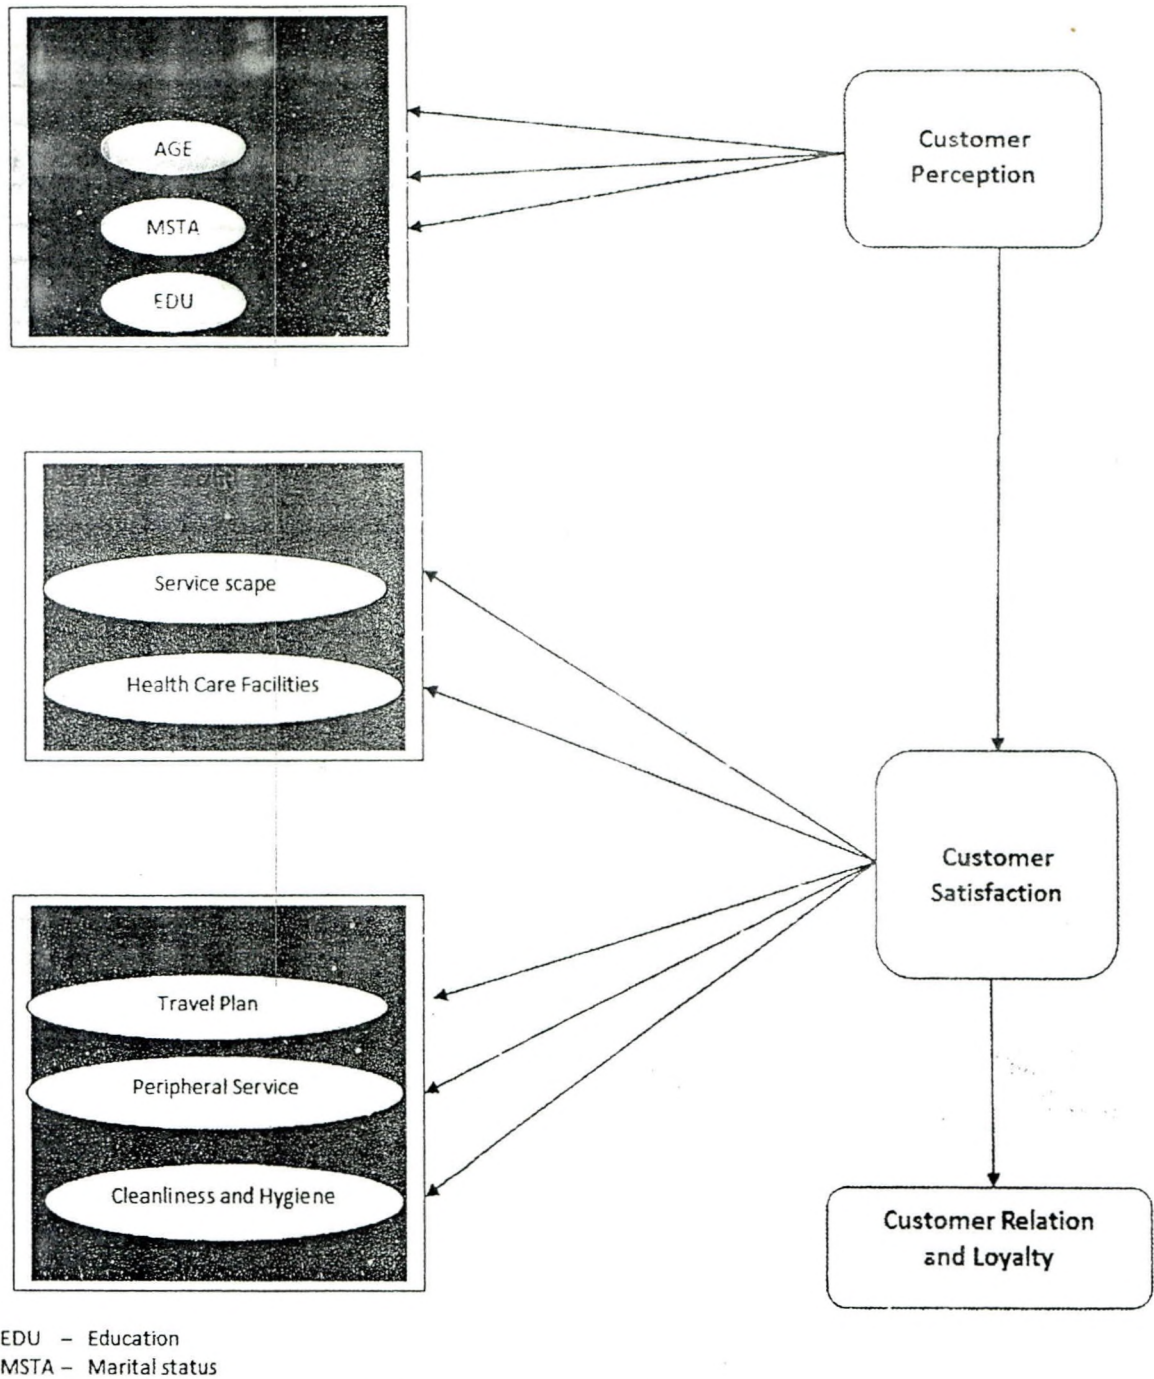 AGE
MSTA
EDU
Customer
Perception
Service scape
Health Care Facilities
Customer
Satisfaction
Travel Plan
Peripheral Service
Cleanliness and Hygiene
Customer Relation
and Loyalty
EDU – Education
MSTA – Marital status